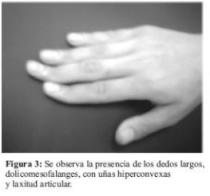 Figura 3: Se observa la presencia de los dedos largos,
dolicomesofalanges, con uñas hiperconvexas
y laxitud articular.